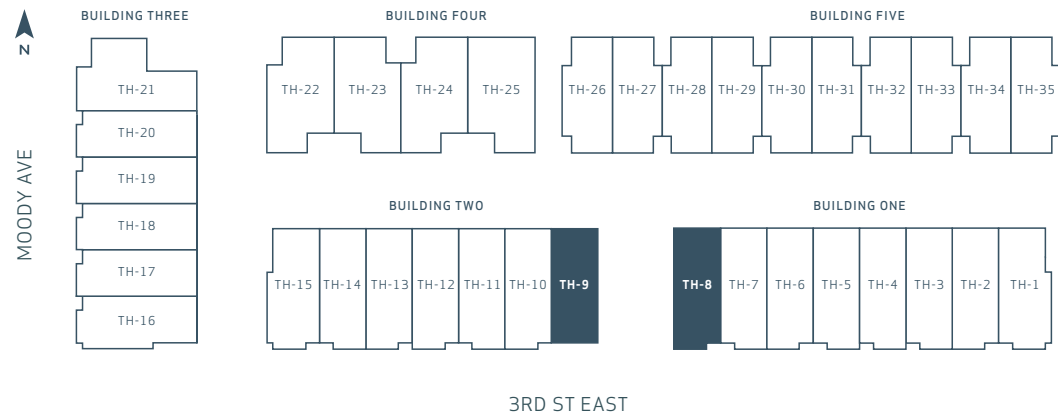 BUILDING THREE
BUILDING FOUR
BUILDING FIVE
N
TH-21
TH-20
TH-19
TH-18
TH-17
TH-16
TH-22 TH-23 TH-24 TH-25
TH-26 TH-27 TH-28 TH-29 TH-30 TH-31 TH-32 TH-33 TH-34 TH-35
MOODY AVE
BUILDING TWO
BUILDING ONE
TH-15 TH-14 TH-13 TH-12 TH-11 TH-10 TH-9
TH-8 TH-7 TH-6 TH-5 TH-4 TH-3 TH-2 TH-1
3RD ST EAST